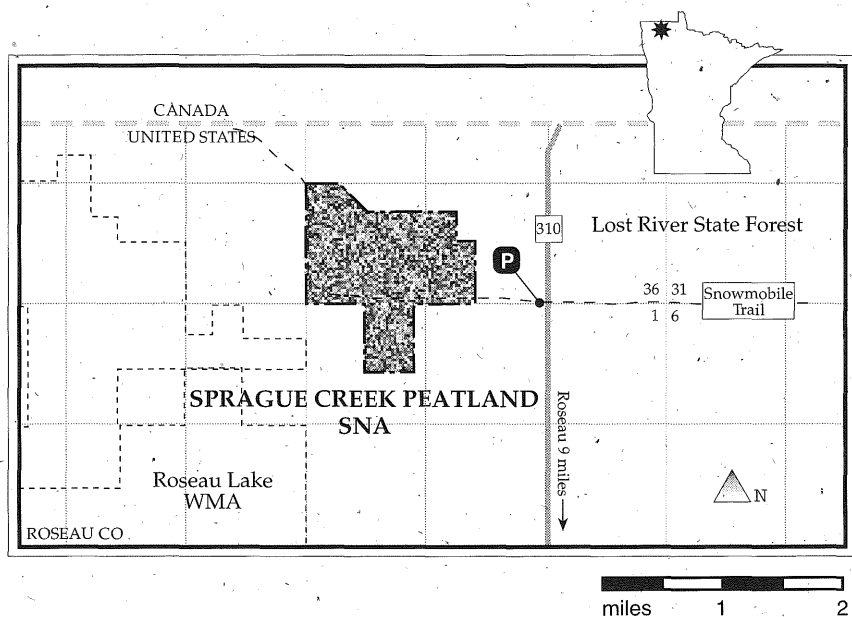 CANADA
UNITED STATES
310
Lost River State Forest
P
36 31
1 6
Snowmobile
Trail
SPRAGUE CREEK PEATLAND
SNA
Roseau 9 miles
Roseau Lake
WMA
N
ROSEAU CO
miles 1 2